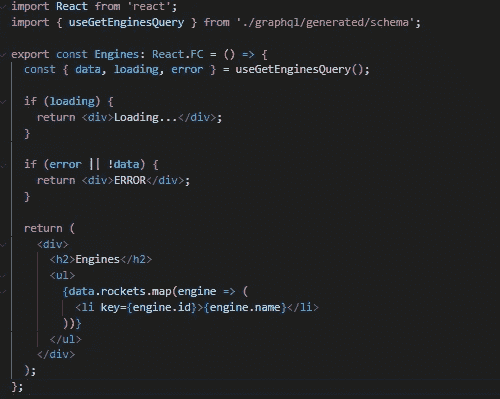 import React from 'react';
import { useGetEnginesQuery } from './graphql/generated/schema';
export const Engines: React.FC = () => {
const { data, loading, error } = useGetEnginesQuery();
if (loading) {
return <div>Loading...</div>;
}
if (error || !data) {
return <div>ERROR</div>;
}
return (
<div>
<h2>Engines</h2>
<ul>
{data.rockets.map(engine => (
<li key={engine.id}>{engine.name}</li>
))}
</ul>
</div>
);
};